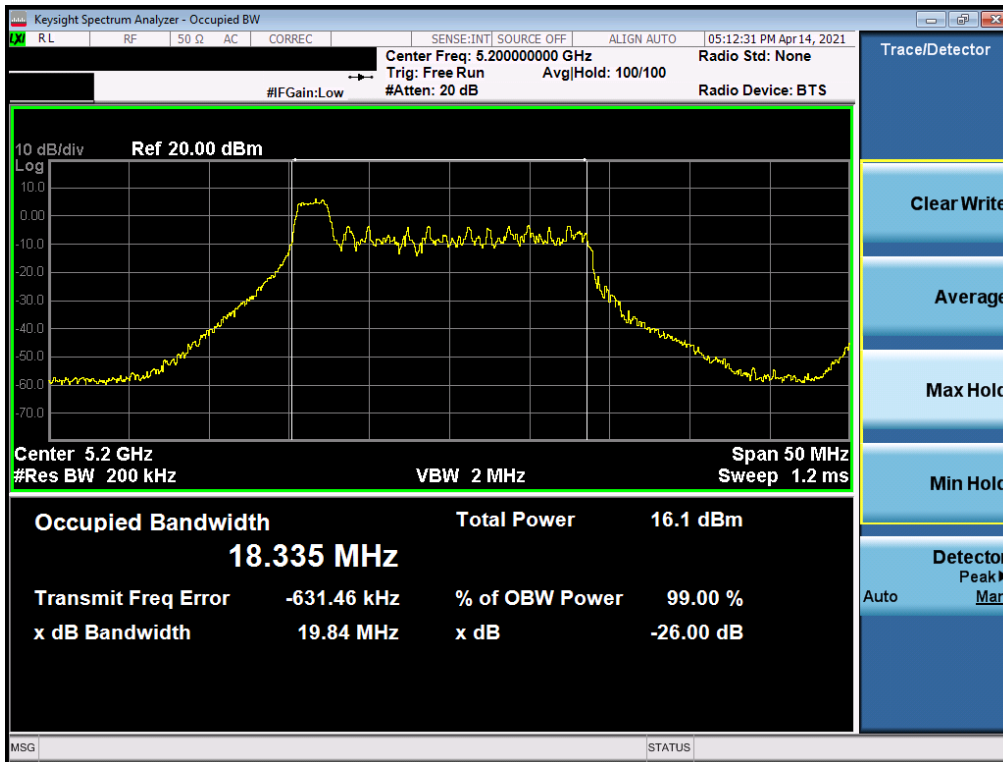 Keysight Spectrum Analyzer - Occupied BW
LXI RL RF 50 Ω AC CORREC SENSE:INT SOURCE OFF ALIGN AUTO 05:12:31 PM Apr 14, 2021
Center Freq: 5.200000000 GHz Radio Std: None
Trig: Free Run Avg|Hold: 100/100
#IFGain:Low #Atten: 20 dB Radio Device: BTS
Trace/Detector
10 dB/div Ref 20.00 dBm
Log
10.0
0.00
-10.0
-20.0
-30.0
-40.0
-50.0
-60.0
-70.0
Center 5.2 GHz Span 50 MHz
#Res BW 200 kHz VBW 2 MHz Sweep 1.2 ms
Occupied Bandwidth Total Power 16.1 dBm
18.335 MHz
Transmit Freq Error -631.46 kHz % of OBW Power 99.00 %
x dB Bandwidth 19.84 MHz x dB -26.00 dB
Clear Write
Average
Max Hold
Min Hold
Detector
Peak
Auto Man
MSG STATUS